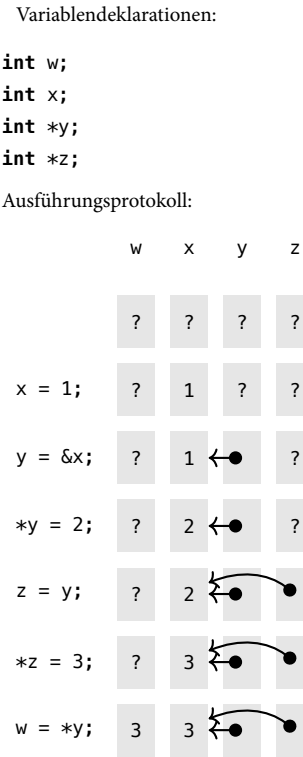 Variablendeklarationen:
int w;
int x;
int *y;
int *z;
Ausführungsprotokoll:
w x y z
? ? ? ?
x = 1; ? 1 ? ?
y = &x; ? 1 ?
*y = 2; ? 2 ?
z = y; ? 2
*z = 3; ? 3
w = *y; 3 3